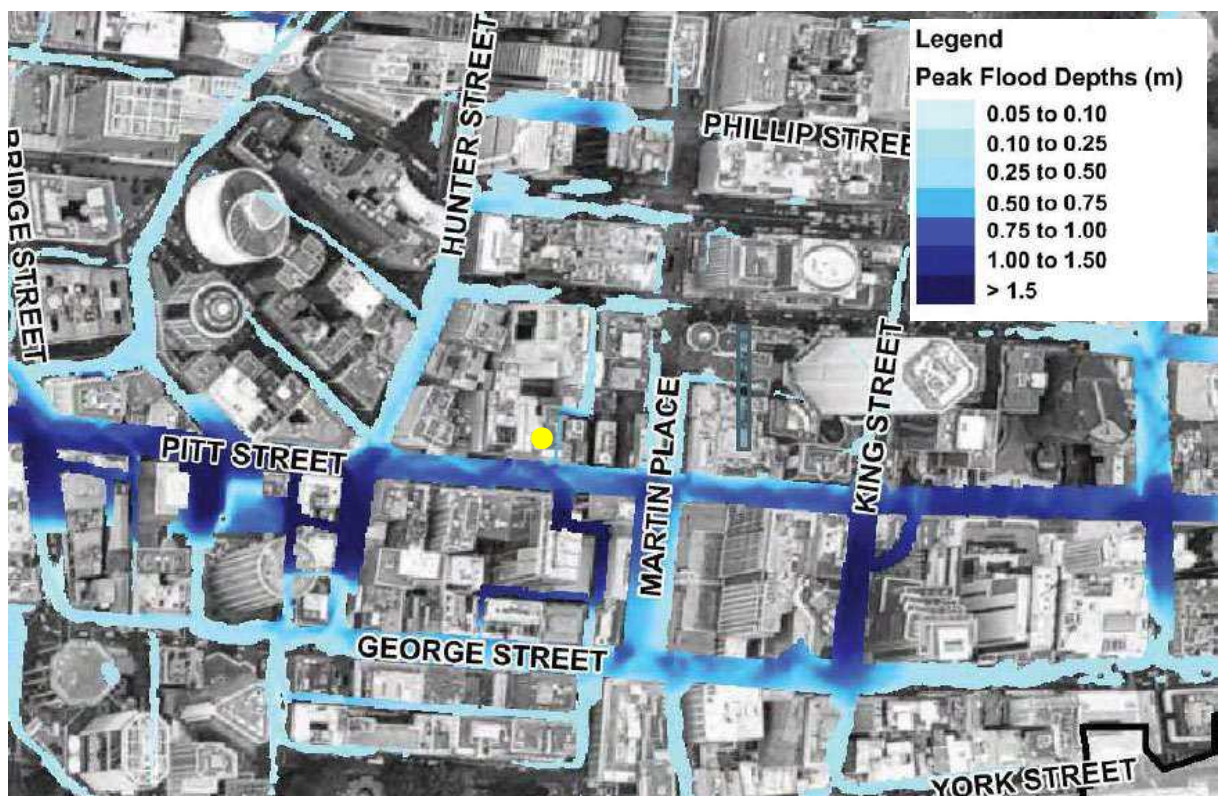 Legend
Peak Flood Depths (m)
0.05 to 0.10
0.10 to 0.25
0.25 to 0.50
0.50 to 0.75
0.75 to 1.00
1.00 to 1.50
> 1.5
PHILLIP STREE
HUNTER STREET
BRIDGE STREET
KING STREET
MARTIN PLACE
PITT STREET
GEORGE STREET
YORK STREET